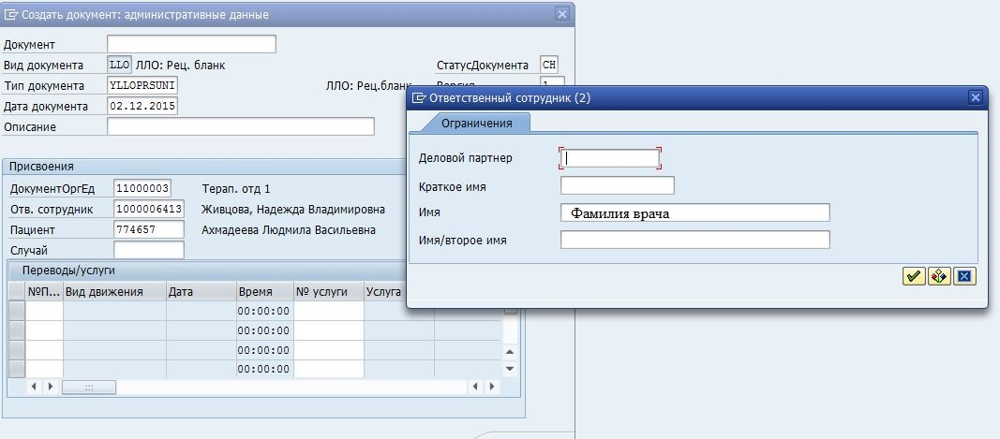 Создать документ: административные данные
Документ
Вид документа LLO ЛЛО: Рец. бланк СтатусДокумента CH
Тип документа YLLOPRSUNI ЛЛО: Рец.бланк
Дата документа 02.12.2015
Описание
Присвоения
ДокументОргЕд 11000003 Терап. отд 1
Отв. сотрудник 1000006413 Живцова, Надежда Владимировна
Пациент 774657 Ахмадеева Людмила Васильевна
Случай
Переводы/услуги
№П... Вид движения Дата Время № услуги Услуга
00:00:00
00:00:00
00:00:00
00:00:00
Ответственный сотрудник (2)
Ограничения
Деловой партнер
Краткое имя
Имя Фамилия врача
Имя/второе имя